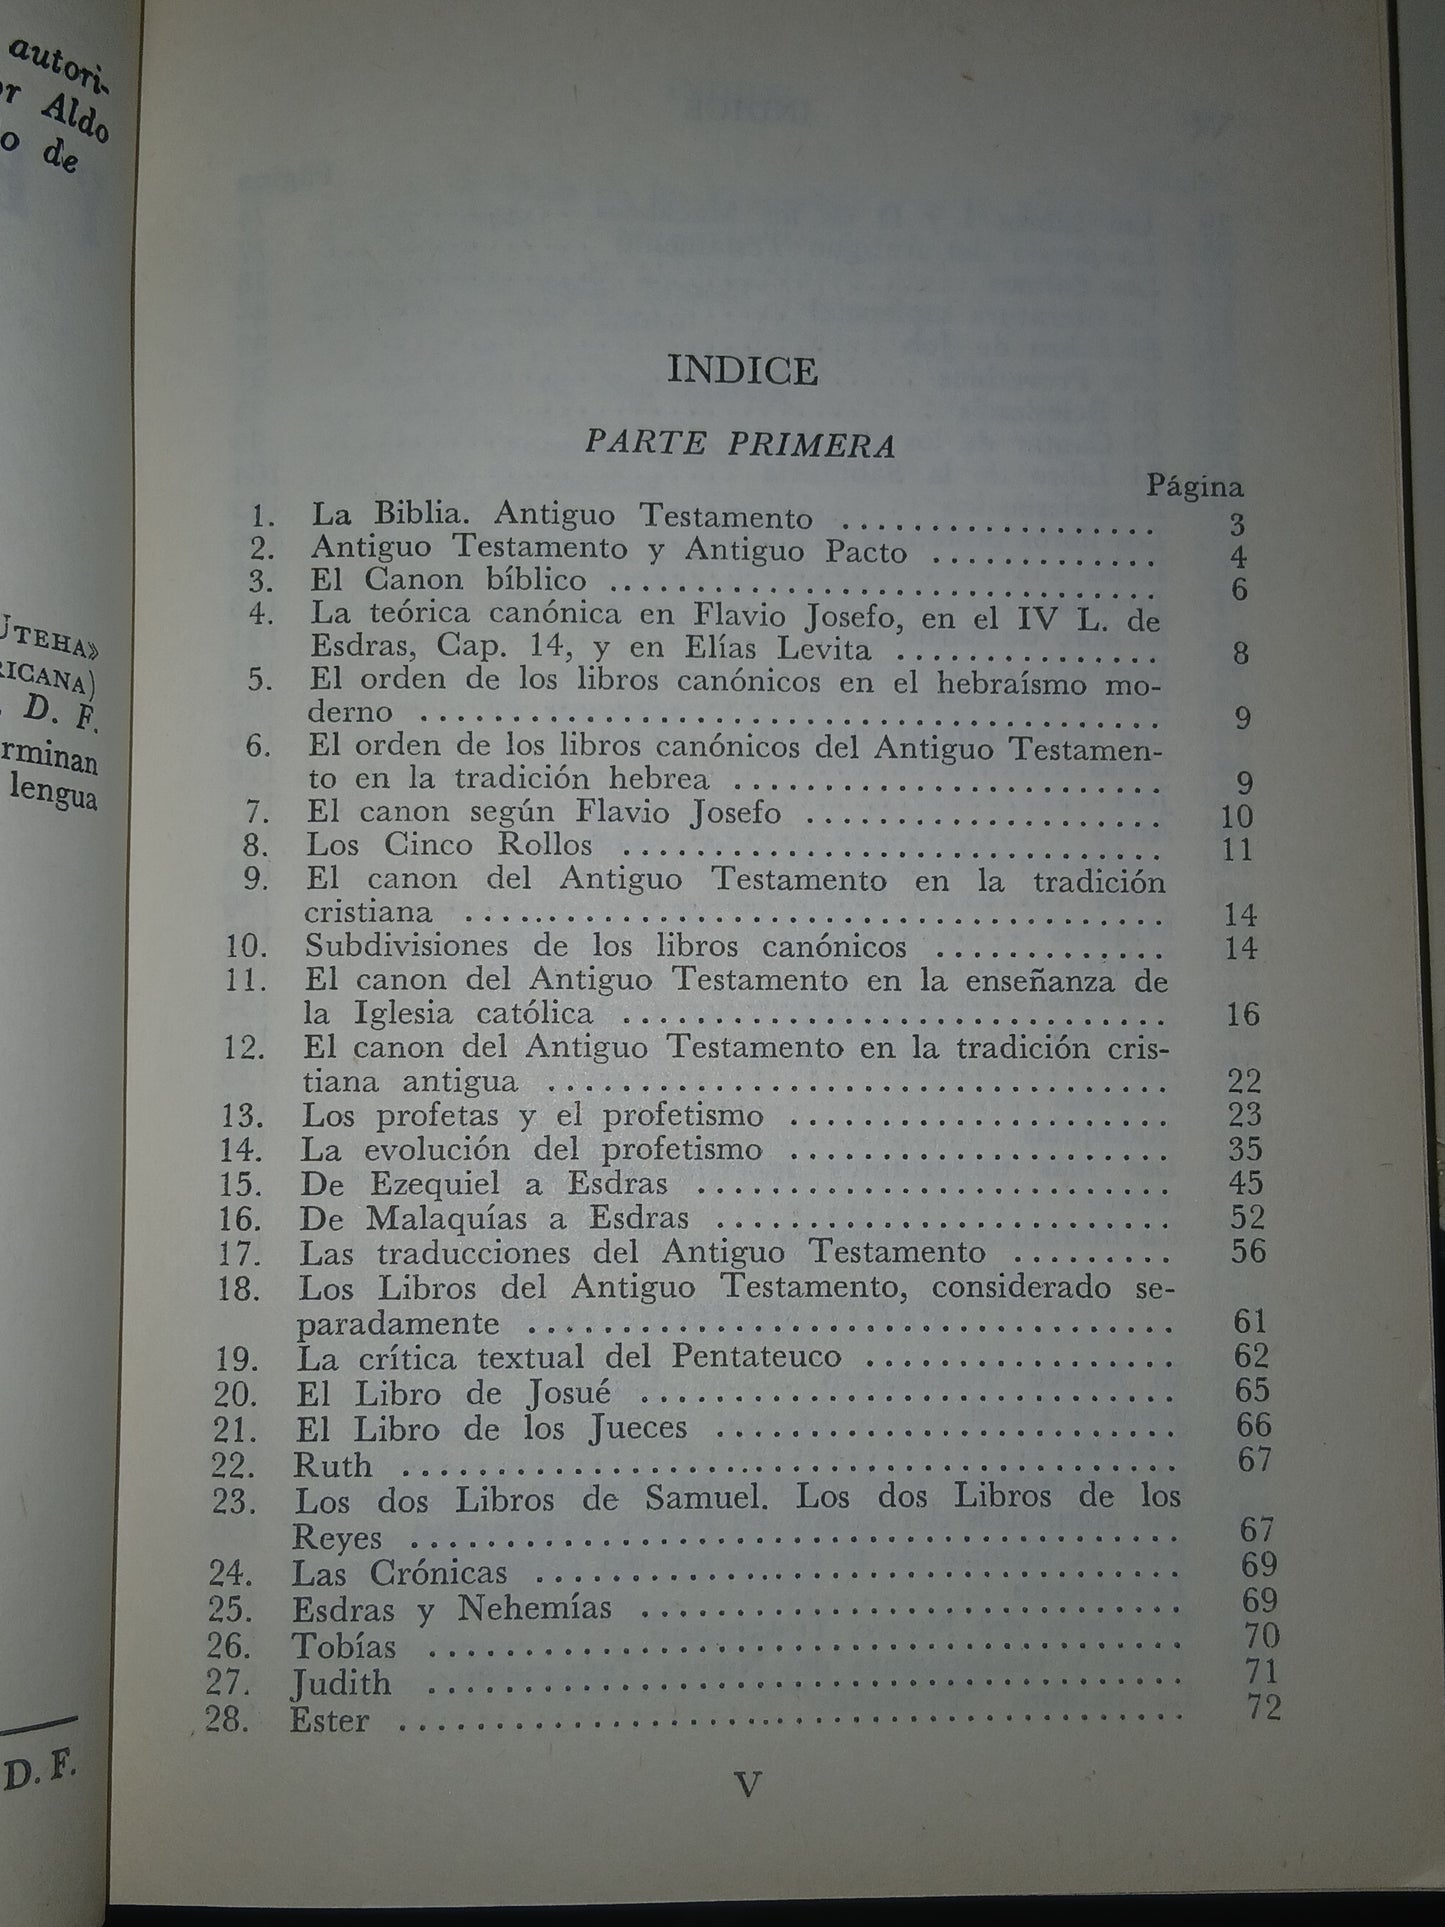 autori-
Aldo
de
UTEHA»
D. F.
lengua
D. F.
INDICE
PARTE PRIMERA
Página
1. La Biblia. Antiguo Testamento .................. 3
2. Antiguo Testamento y Antiguo Pacto ............. 4
3. El Canon bíblico ............................... 6
4. La teórica canónica en Flavio Josefo, en el IV L. de
Esdras, Cap. 14, y en Elías Levita ............... 8
5. El orden de los libros canónicos en el hebraísmo mo-
derno ......................................... 9
6. El orden de los libros canónicos del Antiguo Testamen-
to en la tradición hebrea ........................ 9
7. El canon según Flavio Josefo .................... 10
8. Los Cinco Rollos .............................. 11
9. El canon del Antiguo Testamento en la tradición
cristiana ....................................... 14
10. Subdivisiones de los libros canónicos ............. 14
11. El canon del Antiguo Testamento en la enseñanza de
la Iglesia católica .............................. 16
12. El canon del Antiguo Testamento en la tradición cris-
tiana antigua .................................. 22
13. Los profetas y el profetismo ..................... 23
14. La evolución del profetismo ..................... 35
15. De Ezequiel a Esdras .......................... 45
16. De Malaquías a Esdras ......................... 52
17. Las traducciones del Antiguo Testamento ......... 56
18. Los Libros del Antiguo Testamento, considerado se-
paradamente ................................... 61
19. La crítica textual del Pentateuco ................. 62
20. El Libro de Josué ............................. 65
21. El Libro de los Jueces ......................... 66
22. Ruth ......................................... 67
23. Los dos Libros de Samuel. Los dos Libros de los
Reyes ......................................... 67
24. Las Crónicas .................................. 69
25. Esdras y Nehemías ............................. 69
26. Tobías ........................................ 70
27. Judith ........................................ 71
28. Ester ......................................... 72
V